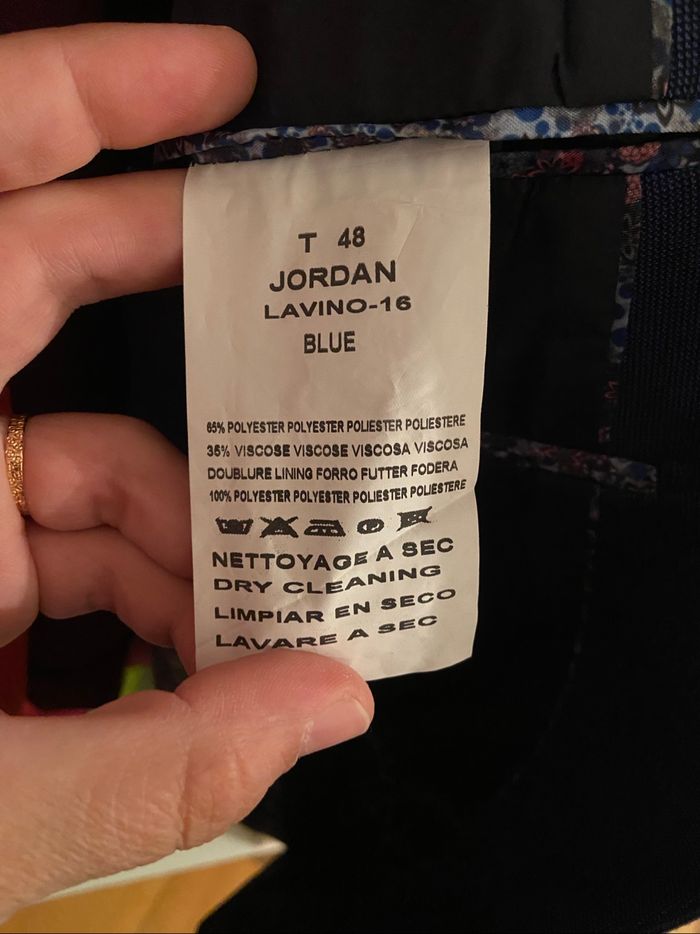 T 48
JORDAN
LAVINO-16
BLUE
65% POLYESTER POLYESTER POLIESTER POLIESTERE
35% VISCOSE VISCOSE VISCOSA VISCOSA
DOUBLURE LINING FORRO FUTTER FODERA
100% POLYESTER POLYESTER POLIESTER POLIESTERE
NETTOYAGE A SEC
DRY CLEANING
LIMPIAR EN SECO
LAVARE A SEC